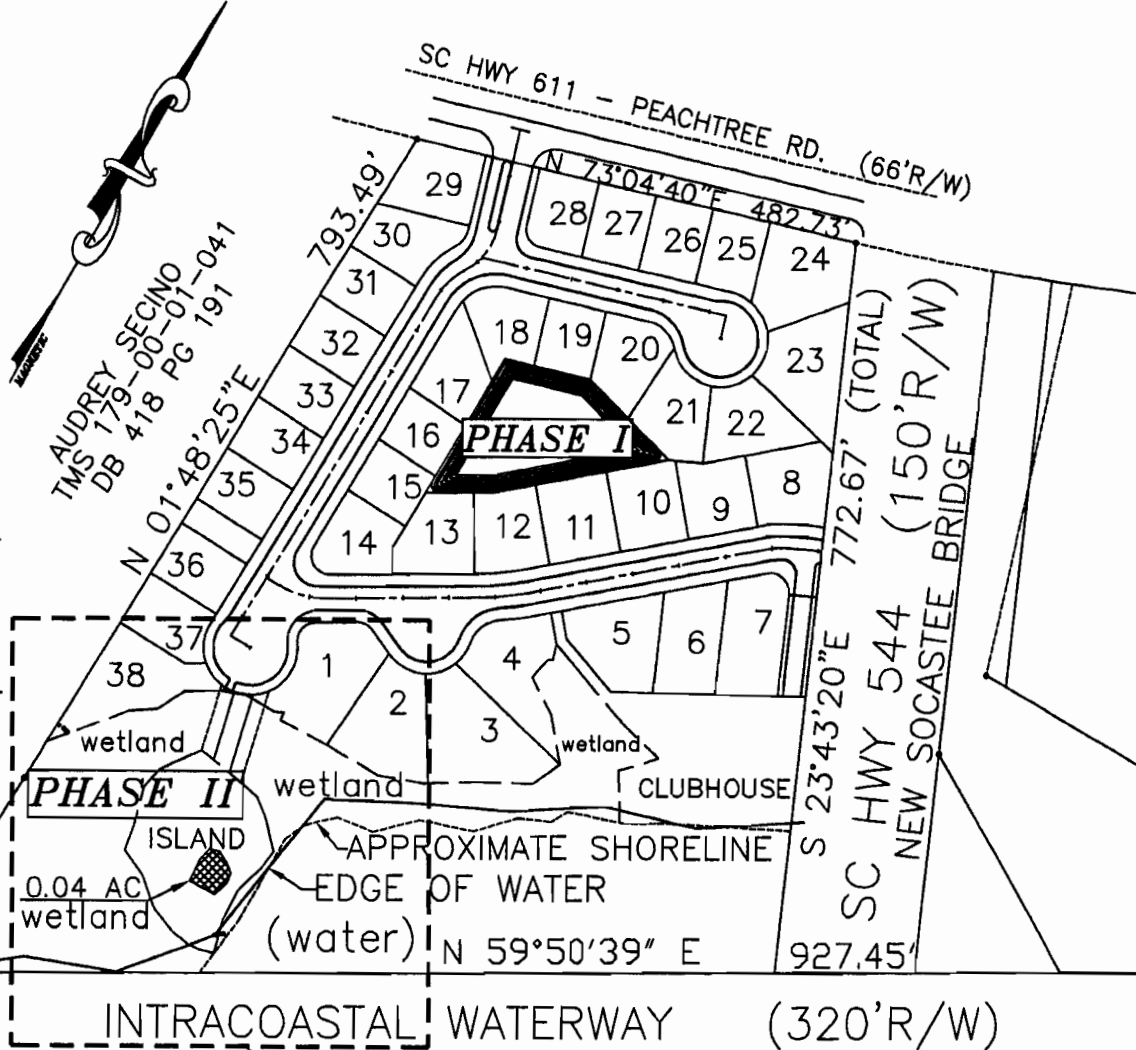 SC HWY 611 - PEACHTREE RD. (66'R/W)
N 73°04'40"E 482.73'
793.49'
N 01°48'25"E
AUDREY SECINO
TMS 179-00-01-041
DB 418 PG 191
MAGNETIC
29
30
31
32
33
34
35
36
37
38
28
27
26
25
24
23
18
19
20
17
16
15
14
21
22
PHASE I
13
12
11
10
9
8
7
6
5
4
3
2
1
S 23°43'20"E 772.67' (TOTAL)
SC HWY 544 (150'R/W)
NEW SOCASTEE BRIDGE
wetland
wetland
wetland
CLUBHOUSE
PHASE II
ISLAND
0.04 AC
wetland
APPROXIMATE SHORELINE
EDGE OF WATER
(water)
N 59°50'39" E
927.45'
INTRACOASTAL WATERWAY (320'R/W)